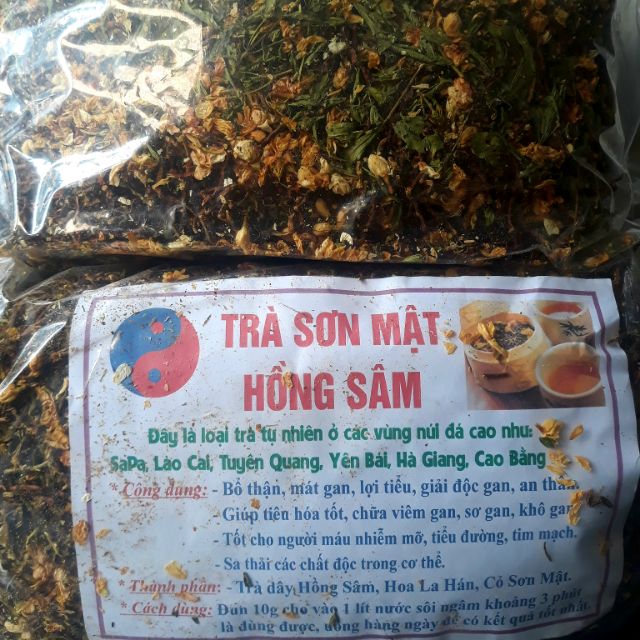 TRÀ SƠN MẬT
HỒNG SÂM
Đây là loại trà tự nhiên ở các vùng núi đá cao như:
SaPa, Lào Cai, Tuyên Quang, Yên Bái, Hà Giang, Cao Bằng
* Công dụng: - Bổ thận, mát gan, lợi tiểu, giải độc gan, an thần.
- Giúp tiêu hóa tốt, chữa viêm gan, sơ gan, khô gan
- Tốt cho người máu nhiễm mỡ, tiểu đường, tim mạch.
- Sa thải các chất độc trong cơ thể.
* Thành phần: Trà dây Hồng Sâm, Hoa La Hán, Cỏ Sơn Mật.
* Cách dùng: Đun 10g cho vào 1 lít nước sôi ngâm khoảng 3 phút
là dùng được, uống hàng ngày để có kết quả tốt nhất.